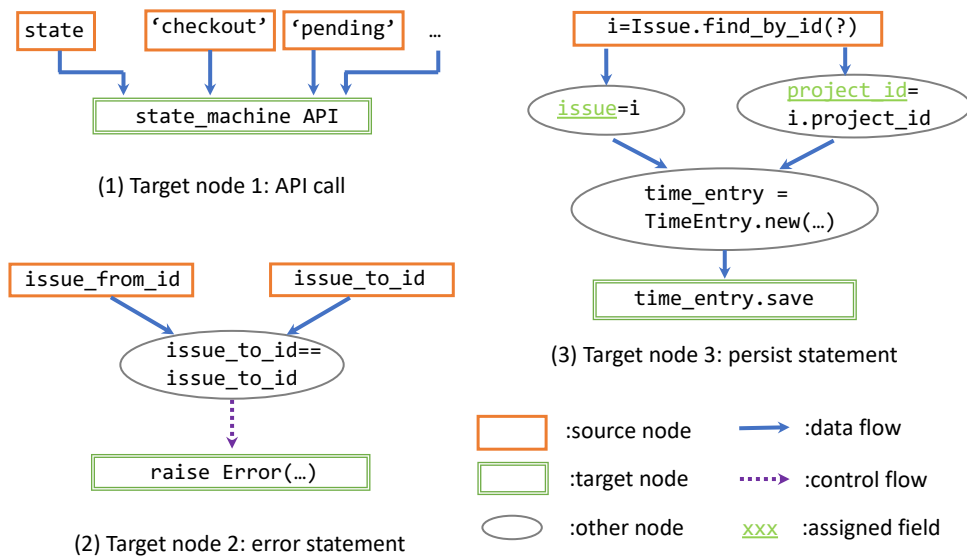 state
‘checkout’
‘pending’
…
state_machine API
(1) Target node 1: API call
issue_from_id
issue_to_id
issue_to_id==
issue_to_id
raise Error(…)
(2) Target node 2: error statement
i=Issue.find_by_id(?)
issue=i
project_id=
i.project_id
time_entry =
TimeEntry.new(…)
time_entry.save
(3) Target node 3: persist statement
:source node
:data flow
:target node
:control flow
:other node
xxx :assigned field